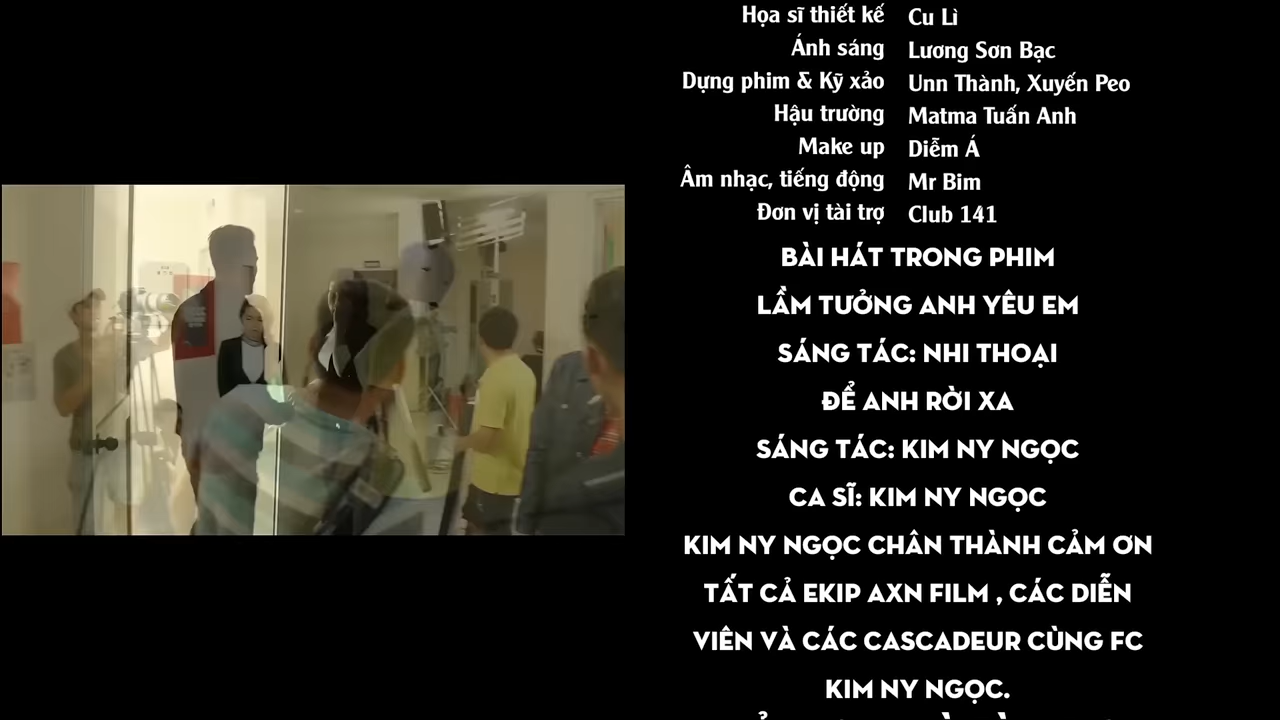 Họa sĩ thiết kế Cu Lì
Ánh sáng Lương Sơn Bạc
Dựng phim & Kỹ xảo Unn Thành, Xuyến Peo
Hậu trường Matma Tuấn Anh
Make up Diễm Á
Âm nhạc, tiếng động Mr Bim
Đơn vị tài trợ Club 141
BÀI HÁT TRONG PHIM
LẦM TƯỞNG ANH YÊU EM
SÁNG TÁC: NHI THOẠI
ĐỂ ANH RỜI XA
SÁNG TÁC: KIM NY NGỌC
CA SĨ: KIM NY NGỌC
KIM NY NGỌC CHÂN THÀNH CẢM ƠN
TẤT CẢ EKIP AXN FILM , CÁC DIỄN
VIÊN VÀ CÁC CASCADEUR CÙNG FC
KIM NY NGỌC.